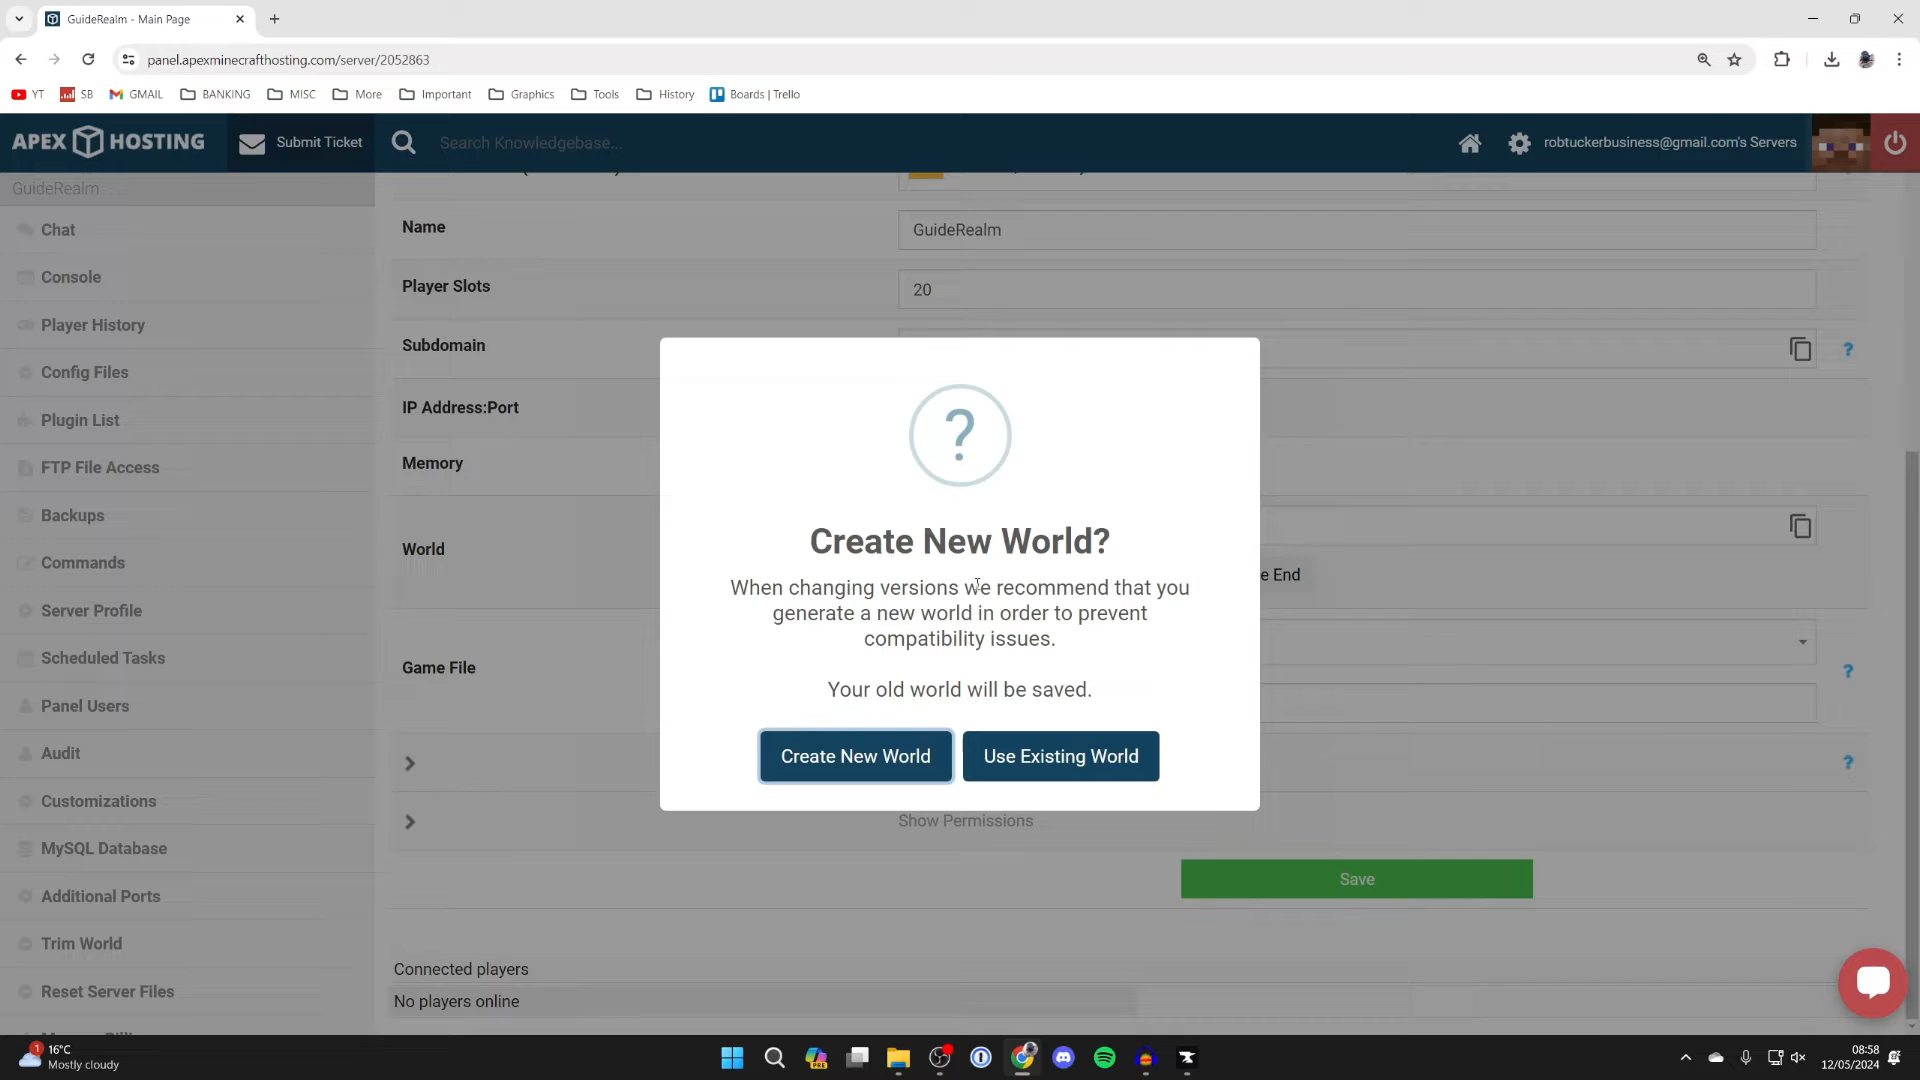 GuideRealm - Main Page
panel.apexminecrafthosting.com/server/2052863
YT
SB
GMAIL
BANKING
MISC
More
Important
Graphics
Tools
History
Boards | Trello
APEX HOSTING
Submit Ticket
Search Knowledgebase...
robtuckerbusiness@gmail.com's Servers
GuideRealm
Chat
Console
Player History
Config Files
Plugin List
FTP File Access
Backups
Commands
Server Profile
Scheduled Tasks
Panel Users
Audit
Customizations
MySQL Database
Additional Ports
Trim World
Reset Server Files
Name
GuideRealm
Player Slots
20
Subdomain
?
IP Address:Port
Memory
World
e End
Game File
?
?
Show Permissions
Save
Connected players
No players online
?
Create New World?
When changing versions we recommend that you
generate a new world in order to prevent
compatibility issues.
Your old world will be saved.
Create New World
Use Existing World
1
16°C
Mostly cloudy
PRE
08:58
12/05/2024